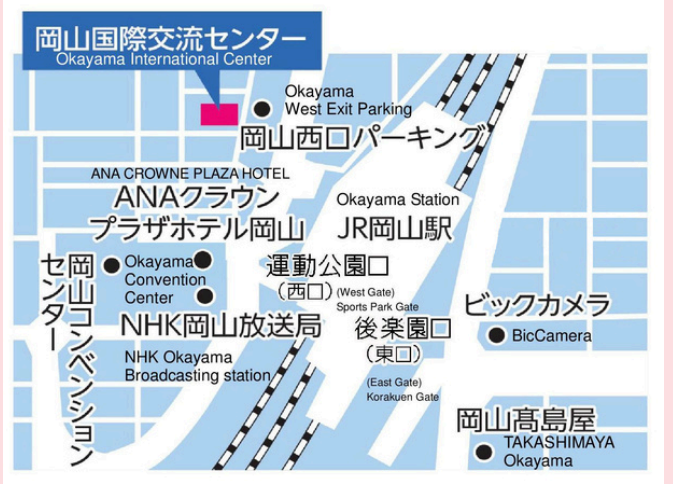 岡山国際交流センター
Okayama International Center
Okayama
West Exit Parking
岡山西口パーキング
ANA CROWNE PLAZA HOTEL
ANAクラウン
プラザホテル岡山
Okayama Station
JR岡山駅
岡山コンベンション
センター
Okayama
Convention
Center
運動公園口
(西口)
(West Gate)
Sports Park Gate
NHK岡山放送局
NHK Okayama
Broadcasting station
後楽園口
(東口)
(East Gate)
Korakuen Gate
ビックカメラ
BicCamera
岡山髙島屋
TAKASHIMAYA
Okayama